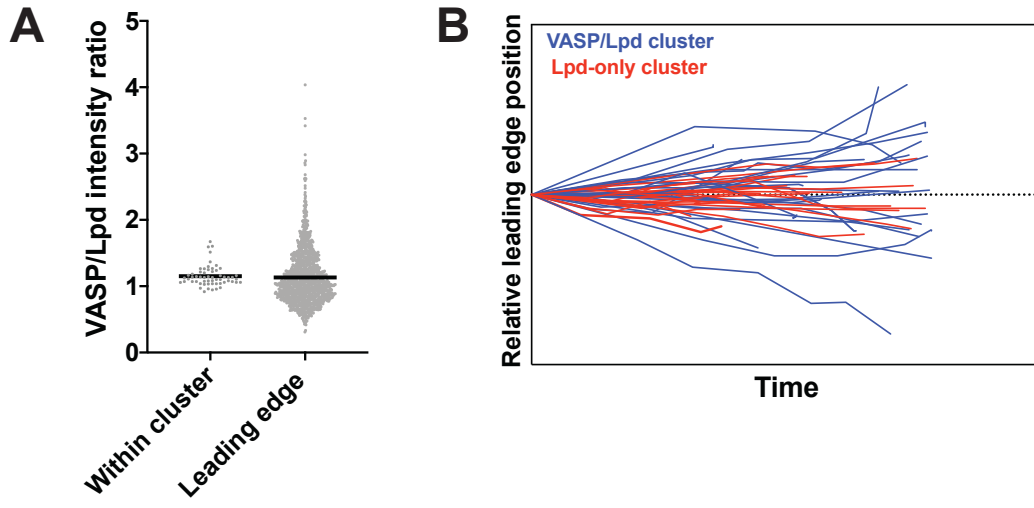 A
VASP/Lpd intensity ratio
5
4
3
2
1
0
Within cluster
Leading edge
B
Relative leading edge position
VASP/Lpd cluster
Lpd-only cluster
Time